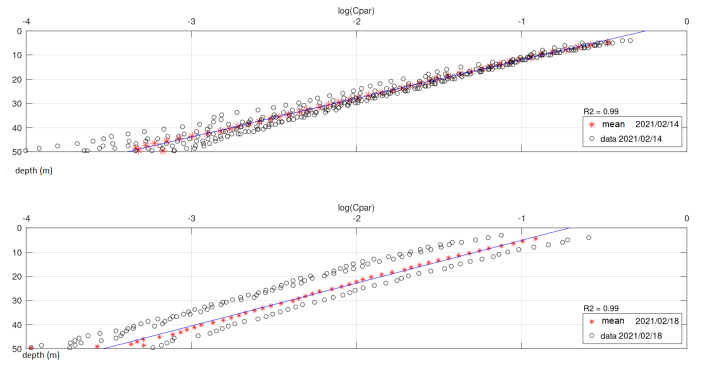 log(Cpar)
-4 -3 -2 -1 0
0
10
20
30
40
50
R2 = 0.99
mean 2021/02/14
data 2021/02/14
depth (m)
log(Cpar)
-4 -3 -2 -1 0
0
10
20
30
40
50
R2 = 0.99
mean 2021/02/18
data 2021/02/18
depth (m)